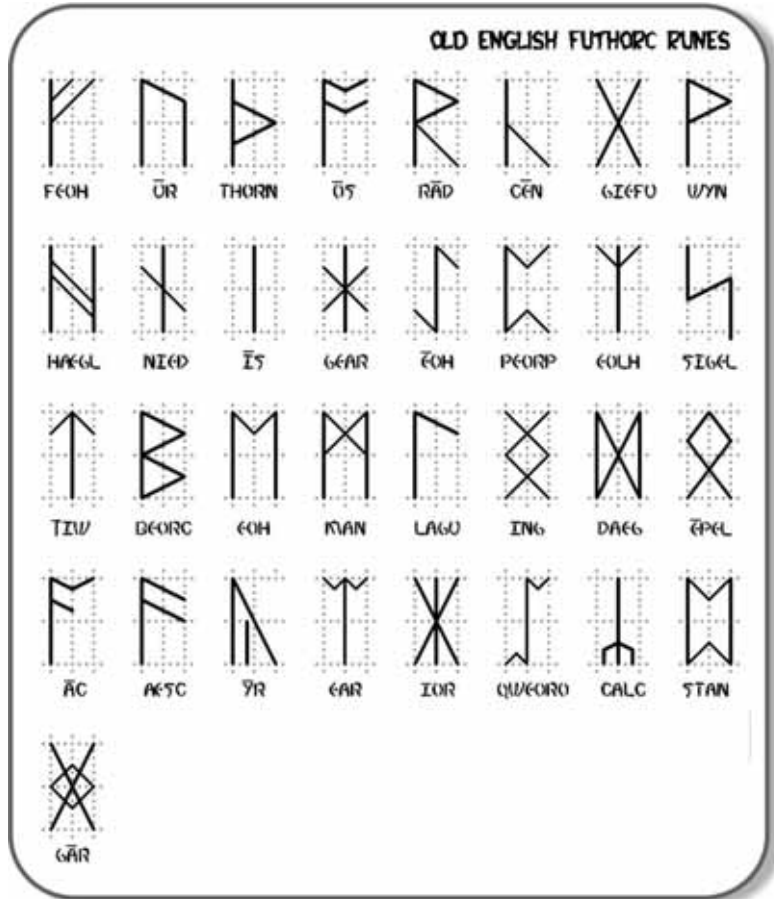 OLD ENGLISH FUTHORC RUNES
FEOH ŪR THORN ŌS RĀD CĒN GIEFU WYN
HÆGL NIED ĪS GEAR ĒOH PEORP EOLH SIGEL
TIW BEORC EOH MAN LAGU ING DAEG ĒPEL
ĀC AESC ȲR EAR IOR QWEORD CALC STAN
GĀR